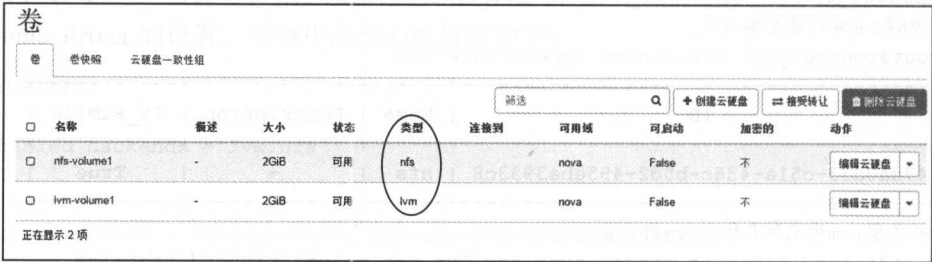 卷
卷 卷快照 云硬盘一致性组
筛选 + 创建云硬盘 接受转让 删除云硬盘
名称 描述 大小 状态 类型 连接到 可用域 可启动 加密的 动作
nfs-volume1 - 2GiB 可用 nfs nova False 不 编辑云硬盘
lvm-volume1 - 2GiB 可用 lvm nova False 不 编辑云硬盘
正在显示 2 项